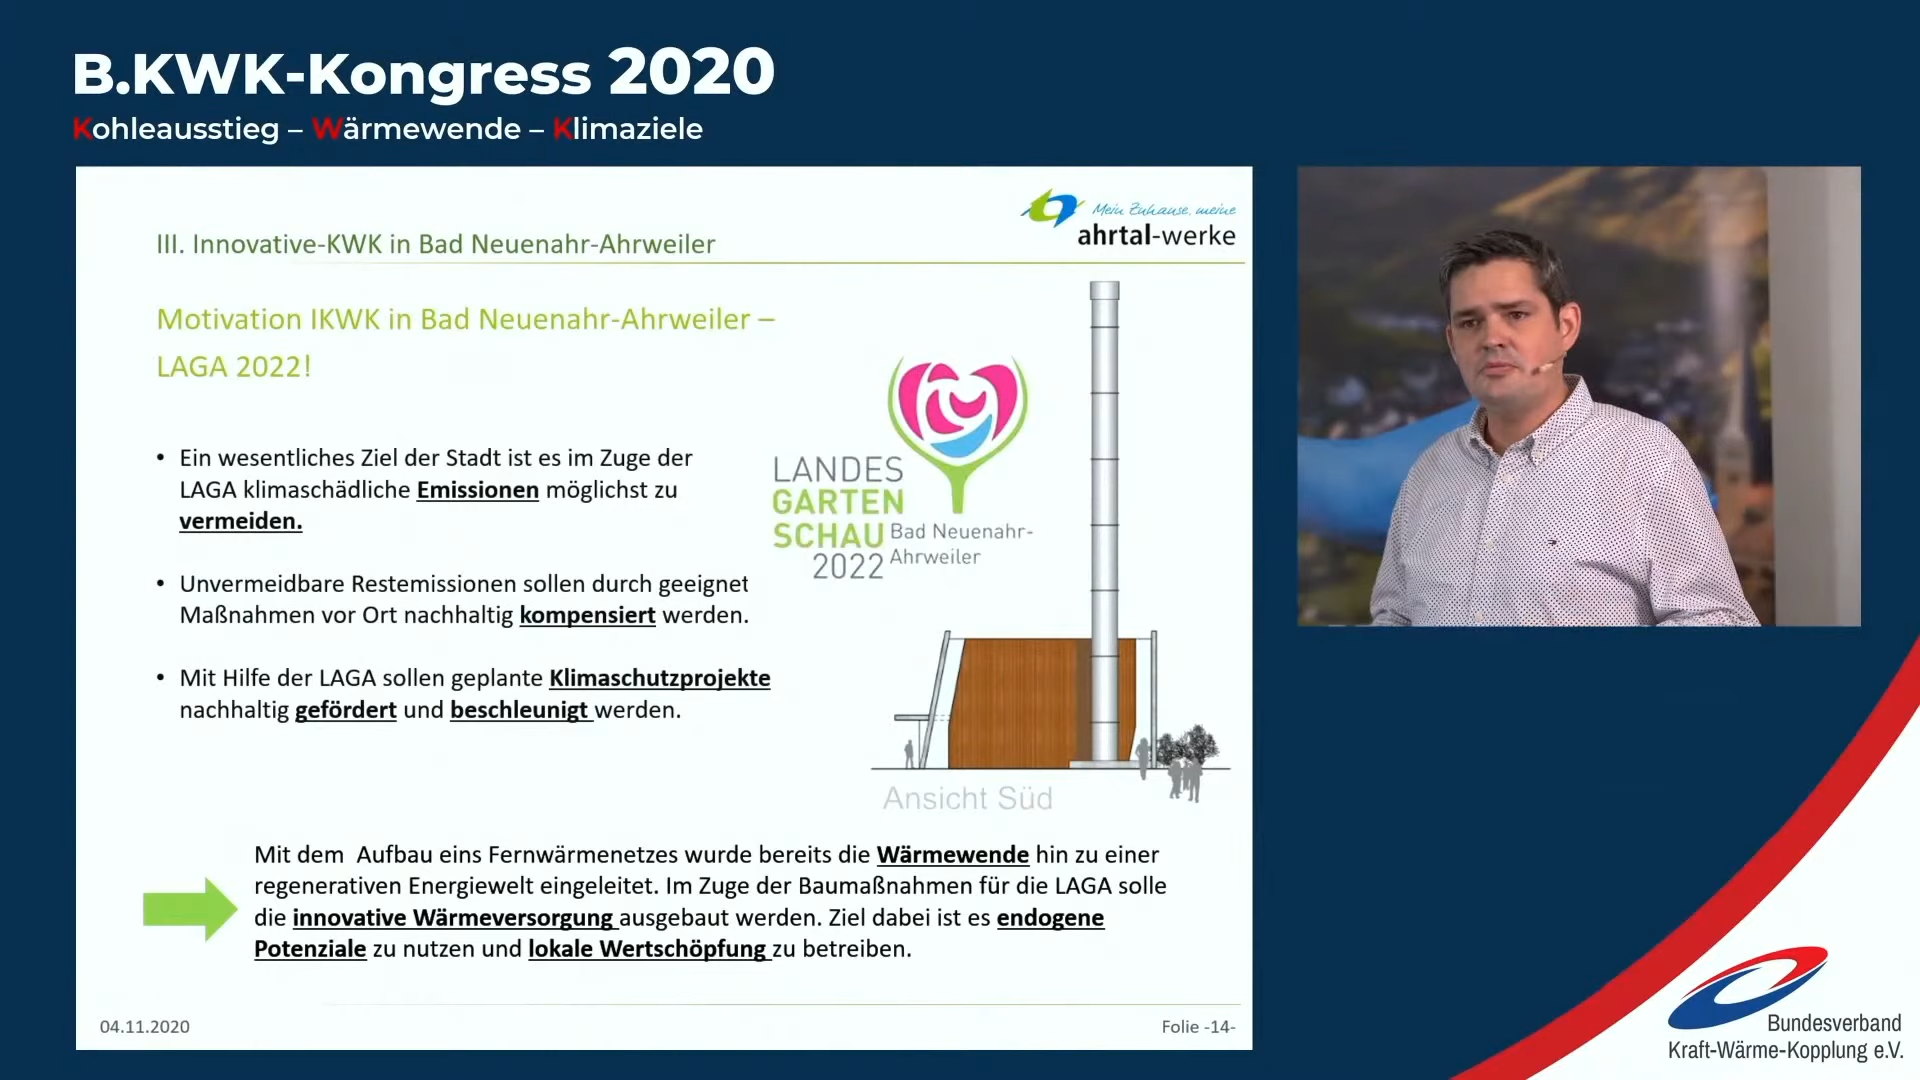 B.KWK-Kongress 2020
Kohleausstieg – Wärmewende – Klimaziele
Mein Zuhause, meine
ahrtal-werke
III. Innovative-KWK in Bad Neuenahr-Ahrweiler
Motivation IKWK in Bad Neuenahr-Ahrweiler –
LAGA 2022!
• Ein wesentliches Ziel der Stadt ist es im Zuge der
LAGA klimaschädliche Emissionen möglichst zu
vermeiden.
• Unvermeidbare Restemissionen sollen durch geeignet
Maßnahmen vor Ort nachhaltig kompensiert werden.
• Mit Hilfe der LAGA sollen geplante Klimaschutzprojekte
nachhaltig gefördert und beschleunigt werden.
LANDES
GARTEN
SCHAU
2022
Bad Neuenahr-
Ahrweiler
Ansicht Süd
Mit dem Aufbau eins Fernwärmenetzes wurde bereits die Wärmewende hin zu einer
regenerativen Energiewelt eingeleitet. Im Zuge der Baumaßnahmen für die LAGA solle
die innovative Wärmeversorgung ausgebaut werden. Ziel dabei ist es endogene
Potenziale zu nutzen und lokale Wertschöpfung zu betreiben.
04.11.2020
Folie -14-
Bundesverband
Kraft-Wärme-Kopplung e.V.